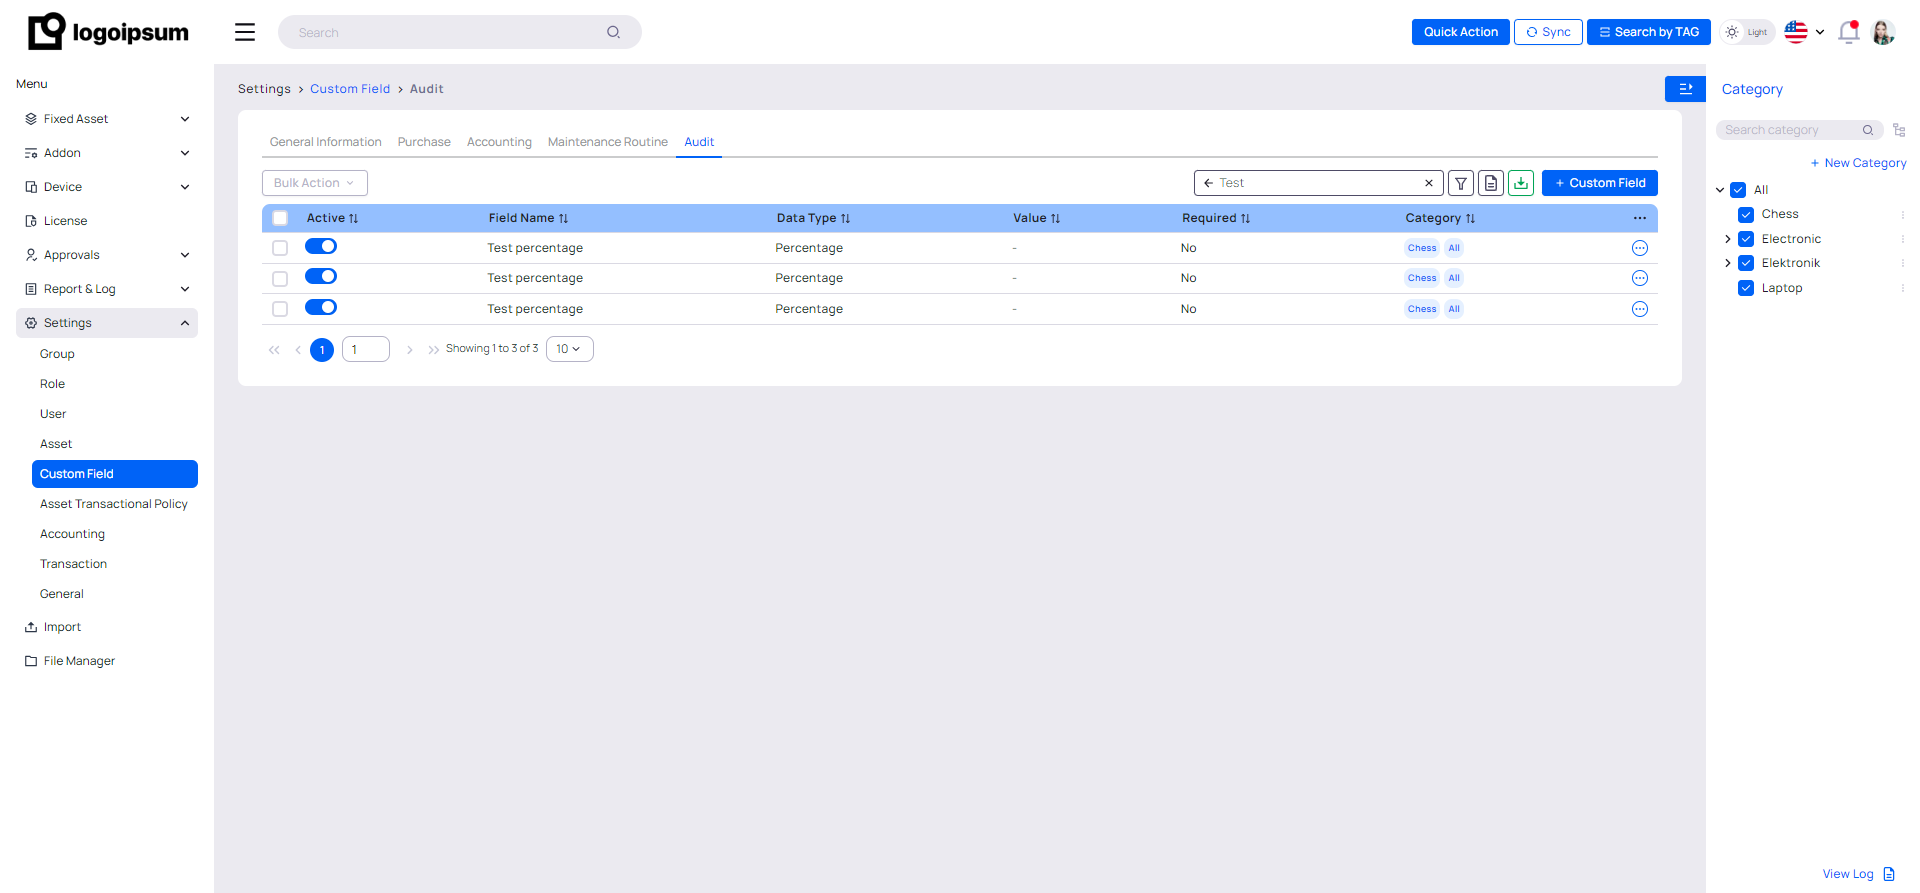 logoipsum
Search
Quick Action
Sync
Search by TAG
Light
Menu
Fixed Asset
Addon
Device
License
Approvals
Report & Log
Settings
Group
Role
User
Asset
Custom Field
Asset Transactional Policy
Accounting
Transaction
General
Import
File Manager
Settings > Custom Field > Audit
General Information Purchase Accounting Maintenance Routine Audit
Bulk Action
Test
+ Custom Field
Active Field Name Data Type Value Required Category
Test percentage Percentage - No Chess All
Test percentage Percentage - No Chess All
Test percentage Percentage - No Chess All
1 1 Showing 1 to 3 of 3 10
Category
Search category
+ New Category
All
Chess
Electronic
Elektronik
Laptop
View Log